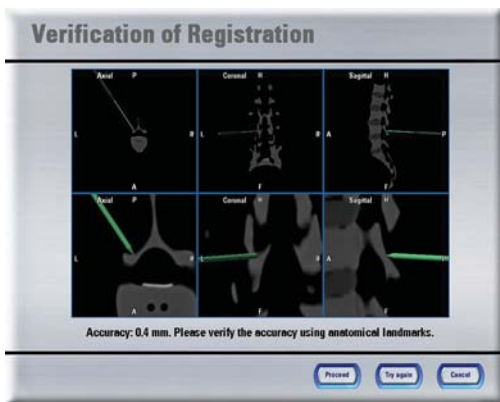 Verification of Registration
Axial P
Coronal H
Sagittal H
L
R
L
R
A
P
A
F
F
Axial P
Coronal H
Sagittal H
L
R
L
R
A
A
F
F
Accuracy: 0.4 mm. Please verify the accuracy using anatomical landmarks.
Proceed
Try again
Cancel